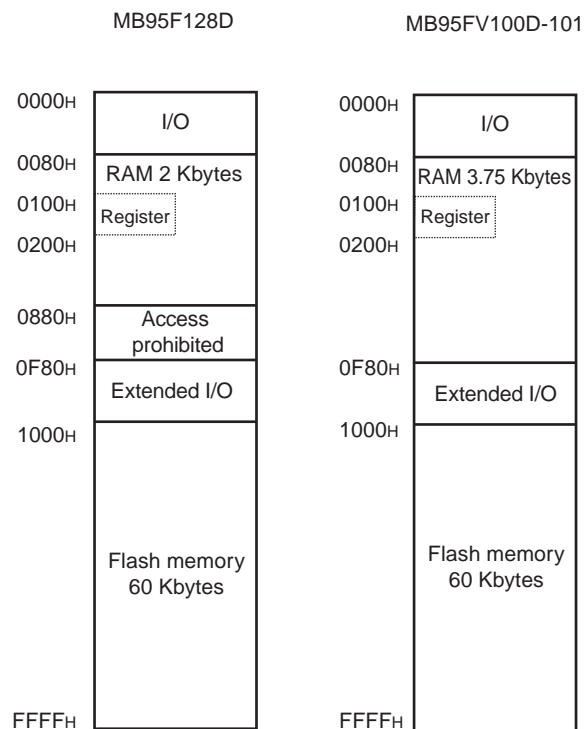 MB95F128D
0000H
I/O
0080H
RAM 2 Kbytes
0100H
Register
0200H
0880H
Access
prohibited
0F80H
Extended I/O
1000H
Flash memory
60 Kbytes
FFFFH
MB95FV100D-101
0000H
I/O
0080H
RAM 3.75 Kbytes
0100H
Register
0200H
0F80H
Extended I/O
1000H
Flash memory
60 Kbytes
FFFFH